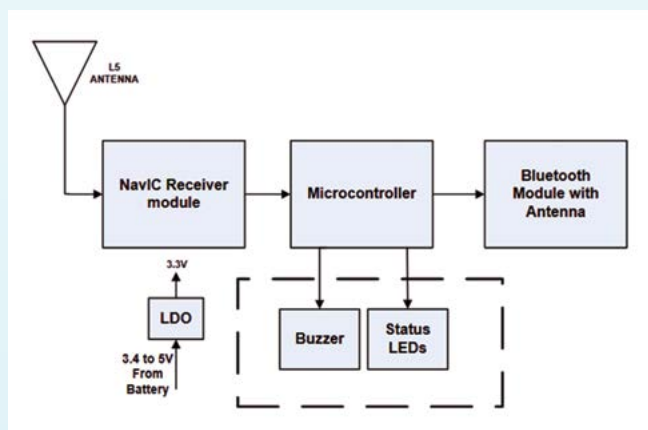 L5
ANTENNA
NavIC Receiver
module
Microcontroller
Bluetooth
Module with
Antenna
3.3V
LDO
3.4 to 5V
From
Battery
Buzzer
Status
LEDs